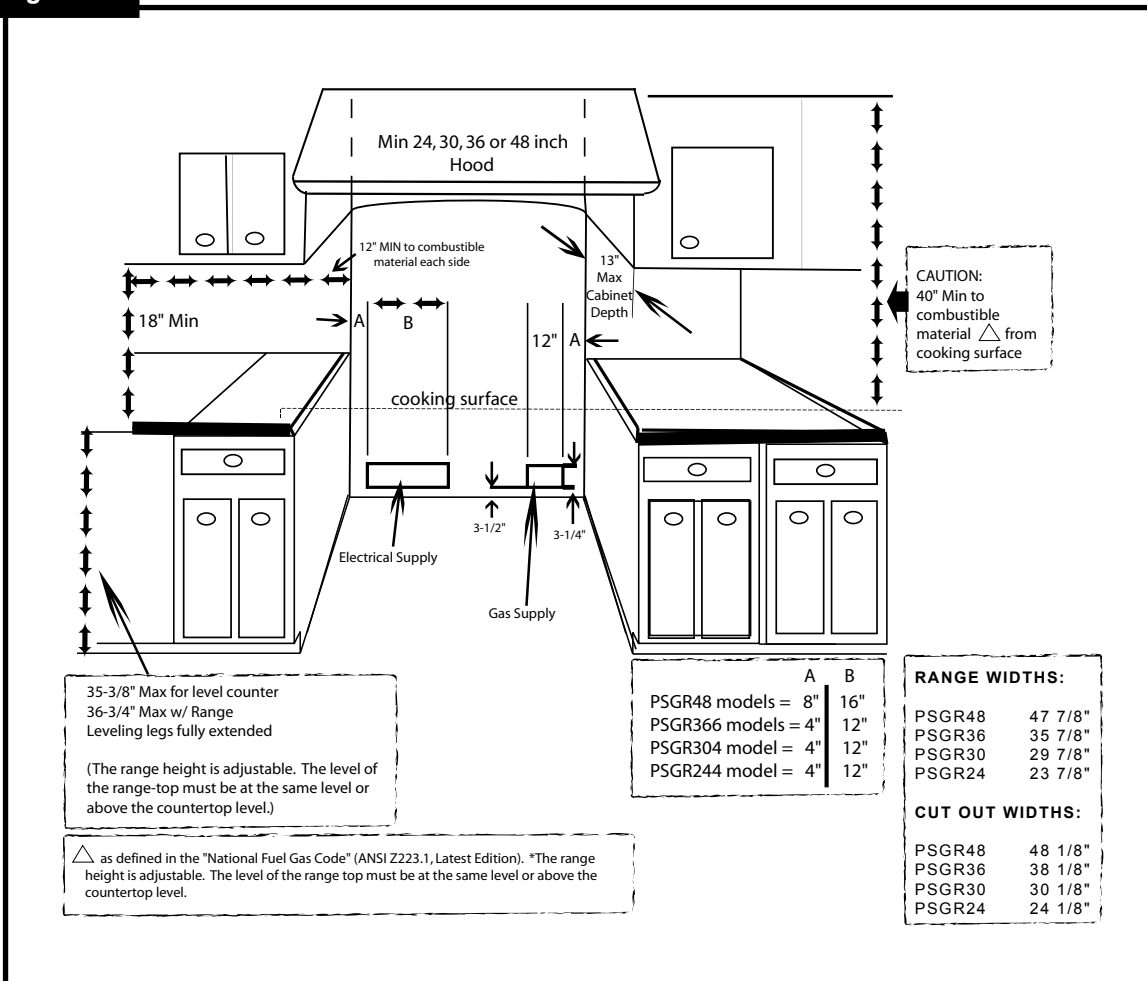 Min 24, 30, 36 or 48 inch
Hood
12" MIN to combustible
material each side
13"
Max
Cabinet
Depth
CAUTION:
40" Min to
combustible
material △ from
cooking surface
18" Min
A
B
12"
A
cooking surface
3-1/2"
3-1/4"
Electrical Supply
Gas Supply
35-3/8" Max for level counter
36-3/4" Max w/ Range
Leveling legs fully extended
(The range height is adjustable. The level of
the range-top must be at the same level or
above the countertop level.)
A B
PSGR48 models = 8" 16"
PSGR366 models = 4" 12"
PSGR304 model = 4" 12"
PSGR244 model = 4" 12"
RANGE WIDTHS:
PSGR48 47 7/8"
PSGR36 35 7/8"
PSGR30 29 7/8"
PSGR24 23 7/8"
CUT OUT WIDTHS:
PSGR48 48 1/8"
PSGR36 38 1/8"
PSGR30 30 1/8"
PSGR24 24 1/8"
△ as defined in the "National Fuel Gas Code" (ANSI Z223.1, Latest Edition). *The range
height is adjustable. The level of the range top must be at the same level or above the
countertop level.